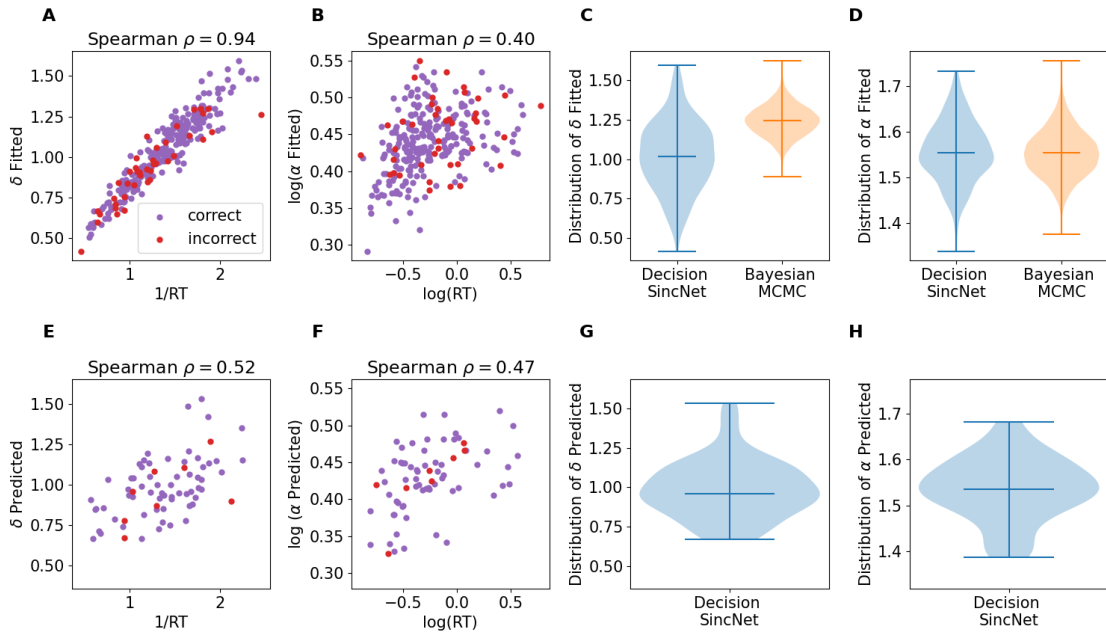 A
B
C
D
Spearman ρ = 0.94
Spearman ρ = 0.40
δ Fitted
1.50
1.25
1.00
0.75
0.50
correct
incorrect
1
2
1/RT
log(α Fitted)
0.55
0.50
0.45
0.40
0.35
0.30
−0.5
0.0
0.5
log(RT)
Distribution of δ Fitted
1.50
1.25
1.00
0.75
0.50
Decision
SincNet
Bayesian
MCMC
Distribution of α Fitted
1.7
1.6
1.5
1.4
Decision
SincNet
Bayesian
MCMC
E
F
G
H
Spearman ρ = 0.52
Spearman ρ = 0.47
δ Predicted
1.50
1.25
1.00
0.75
0.50
1
2
1/RT
log (α Predicted)
0.55
0.50
0.45
0.40
0.35
0.30
−0.5
0.0
0.5
log(RT)
Distribution of δ Predicted
1.50
1.25
1.00
0.75
0.50
Decision
SincNet
Distribution of α Predicted
1.7
1.6
1.5
1.4
Decision
SincNet